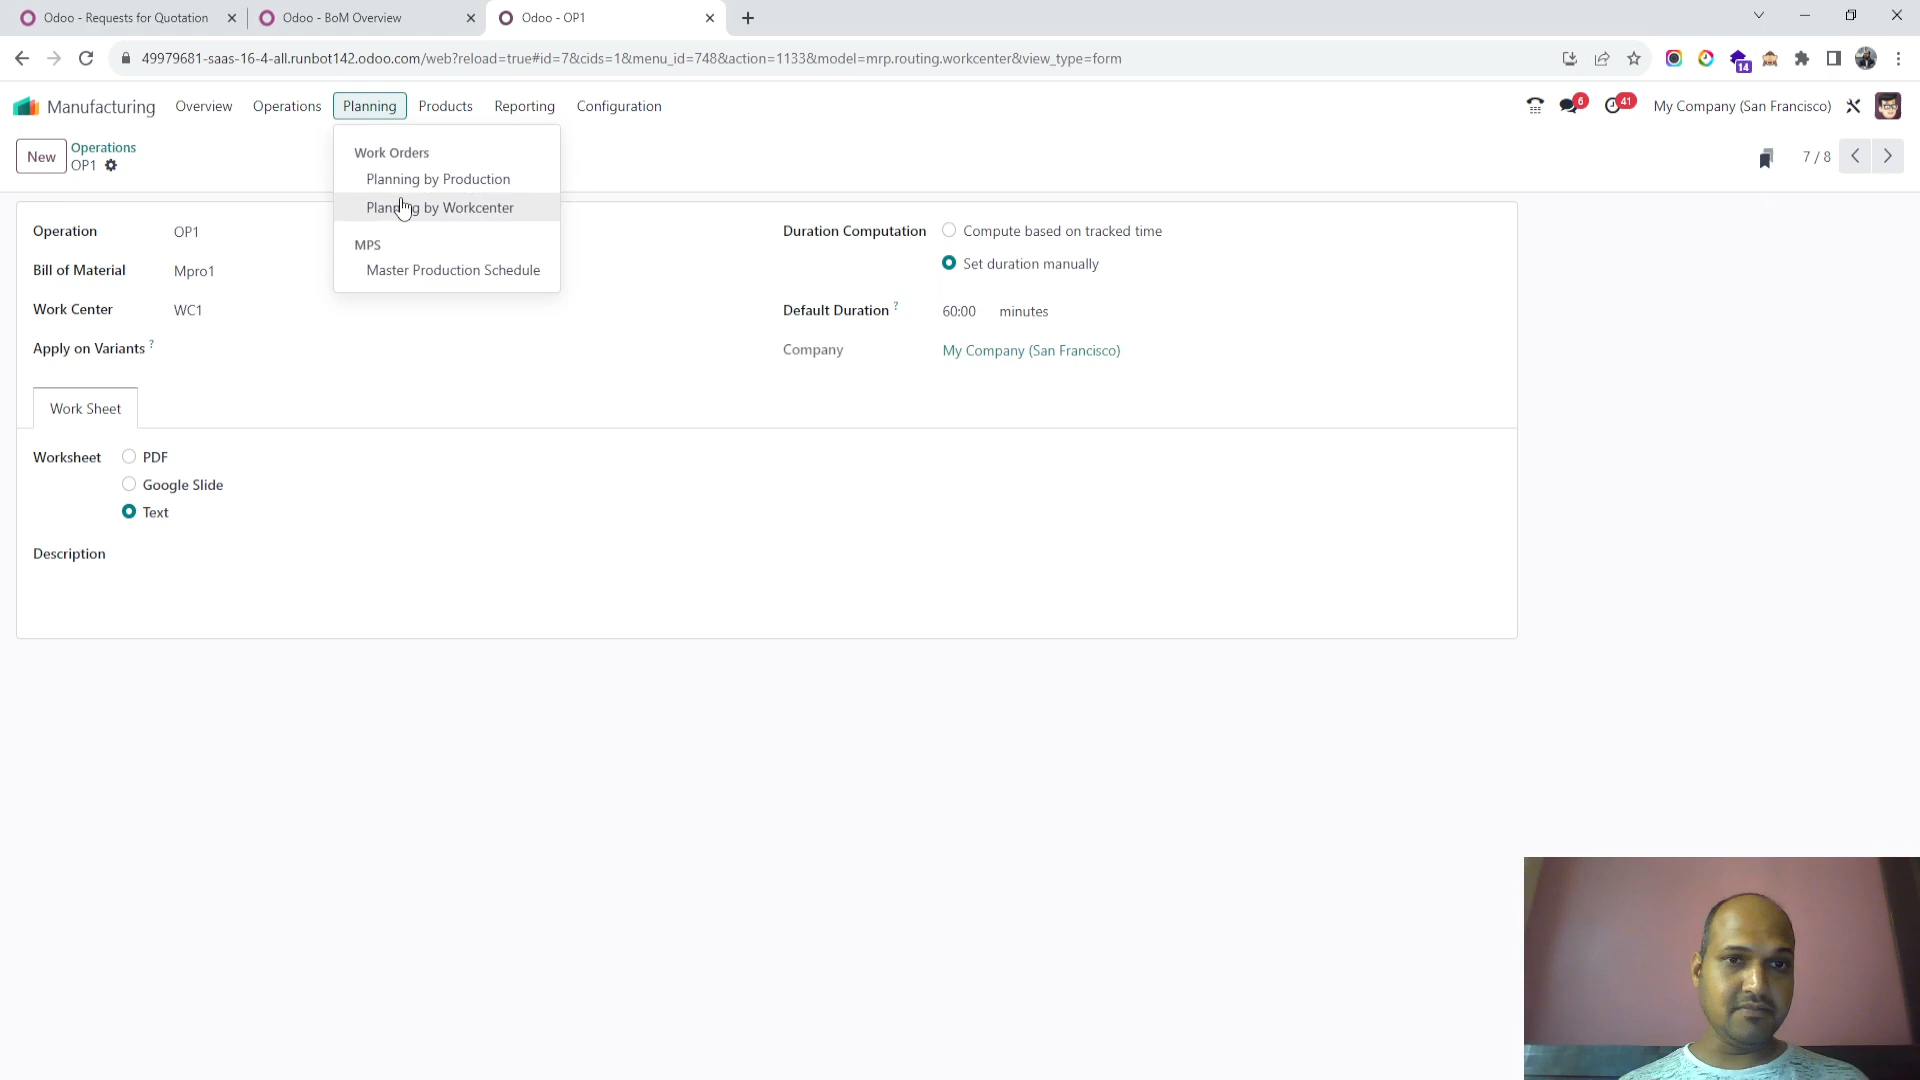 Odoo - Requests for Quotation
Odoo - BoM Overview
Odoo - OP1
49979681-saas-16-4-all.runbot142.odoo.com/web?reload=true#id=7&cids=1&menu_id=748&action=1133&model=mrp.routing.workcenter&view_type=form
14
Manufacturing Overview Operations Planning Products Reporting Configuration
6 41 My Company (San Francisco)
New Operations
OP1
7 / 8
Work Orders
Planning by Production
Planning by Workcenter
MPS
Master Production Schedule
Operation OP1
Bill of Material Mpro1
Work Center WC1
Apply on Variants ?
Duration Computation Compute based on tracked time
Set duration manually
Default Duration ? 60:00 minutes
Company My Company (San Francisco)
Work Sheet
Worksheet PDF
Google Slide
Text
Description